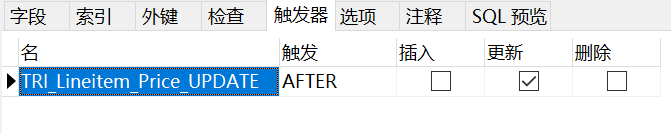 字段 索引 外键 检查 触发器 选项 注释 SQL 预览
名 触发 插入 更新 删除
TRI_Lineitem_Price_UPDATE AFTER